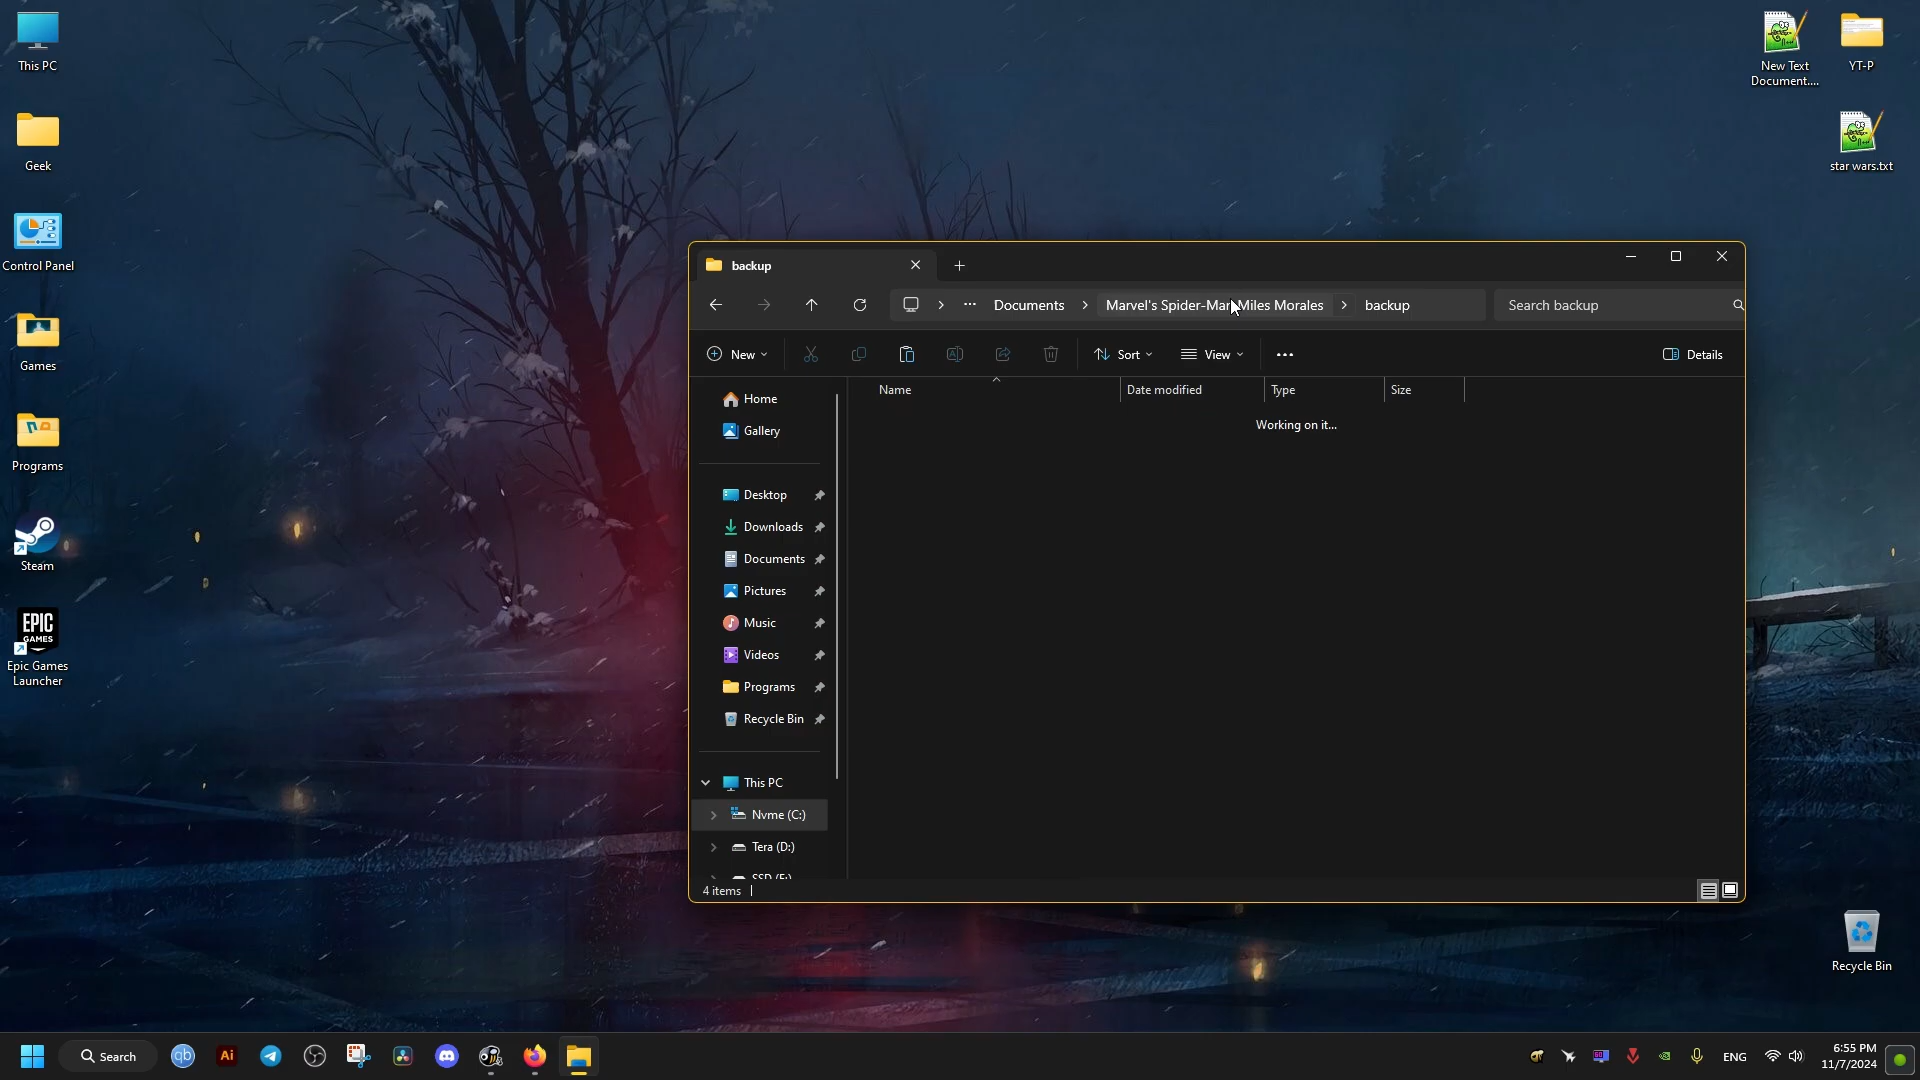 This PC
Geek
Control Panel
Games
Programs
Steam
EPIC
GAMES
Epic Games
Launcher
New Text
Document....
YT-P
star wars.txt
Recycle Bin
backup
Documents
Marvel's Spider-Man Miles Morales
backup
Search backup
New
Sort
View
Details
Name
Date modified
Type
Size
Working on it...
Home
Gallery
Desktop
Downloads
Documents
Pictures
Music
Videos
Programs
Recycle Bin
This PC
Nvme (C:)
Tera (D:)
4 items
Search
qb
Ai
ENG
6:55 PM
11/7/2024